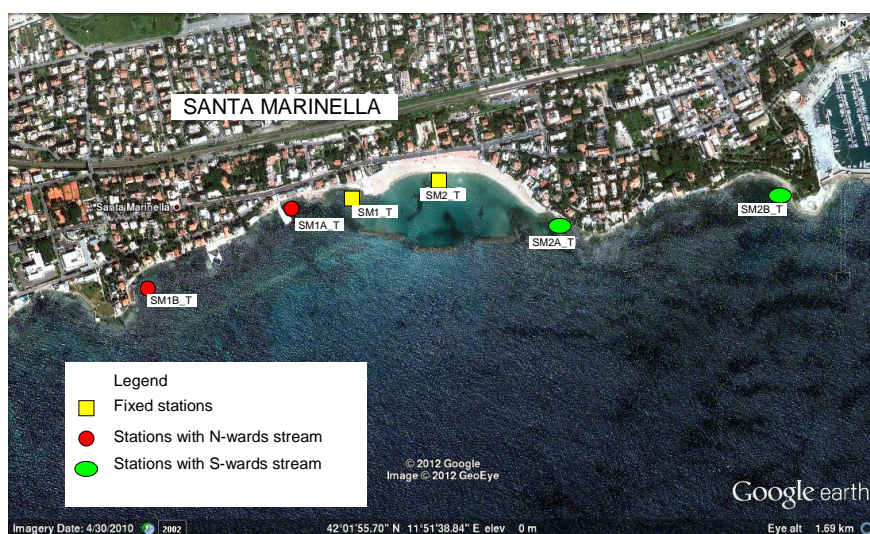 N
SANTA MARINELLA
SM2_T
SM1_T
Santa Marinella
SM1A_T
SM2A_T
SM2B_T
SM1B_T
Legend
Fixed stations
Stations with N-wards stream
Stations with S-wards stream
© 2012 Google
Image © 2012 GeoEye
Google earth
Imagery Date: 4/30/2010 2002 42°01'55.70" N 11°51'38.84" E elev 0 m Eye alt 1.69 km